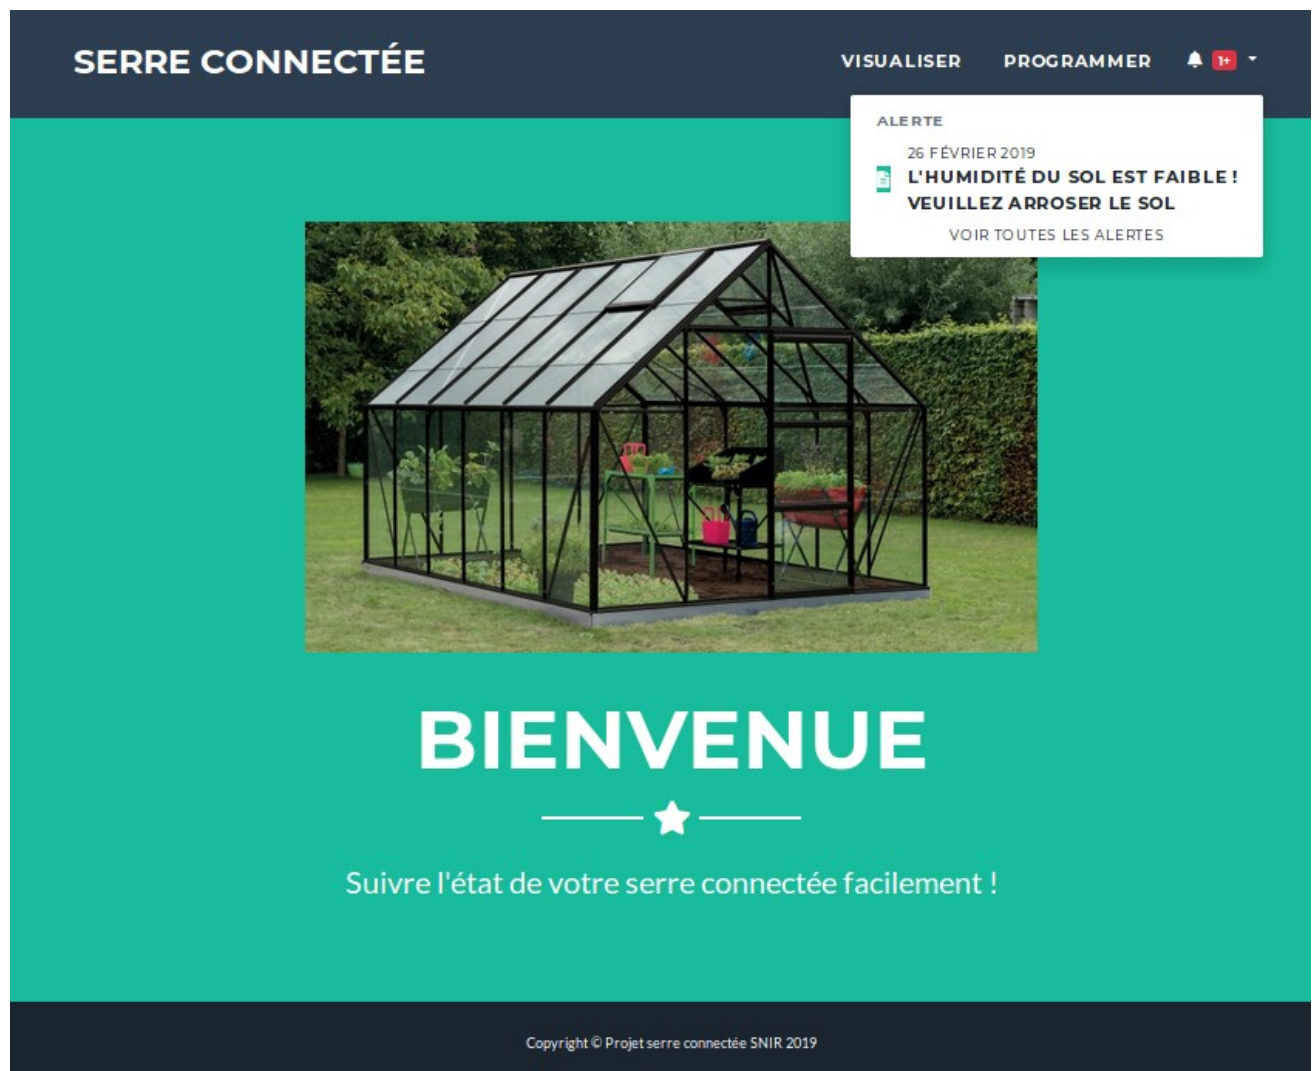 SERRE CONNECTÉE
VISUALISER PROGRAMMER 1+
ALERTE
26 FÉVRIER 2019
L'HUMIDITÉ DU SOL EST FAIBLE !
VEUILLEZ ARROSER LE SOL
VOIR TOUTES LES ALERTES
BIENVENUE
Suivre l'état de votre serre connectée facilement !
Copyright © Projet serre connectée SNIR 2019